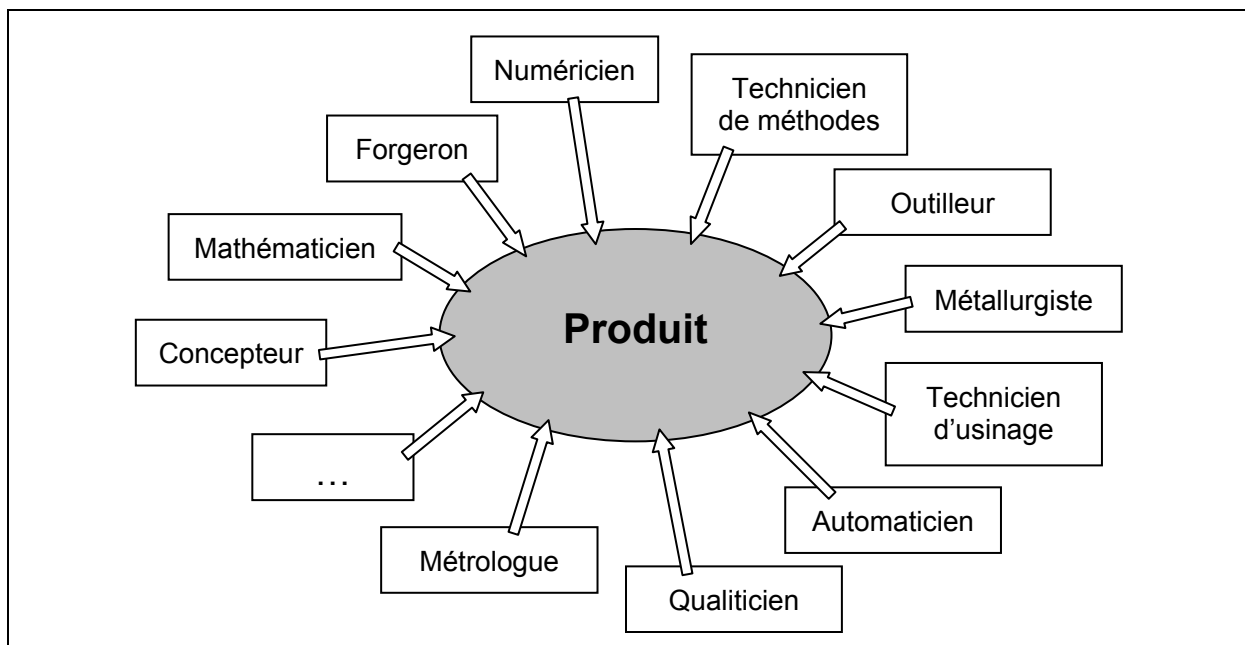 Numéricien
Technicien
de méthodes
Forgeron
Outilleur
Mathématicien
Métallurgiste
Produit
Concepteur
Technicien
d'usinage
…
Automaticien
Métrologue
Qualiticien